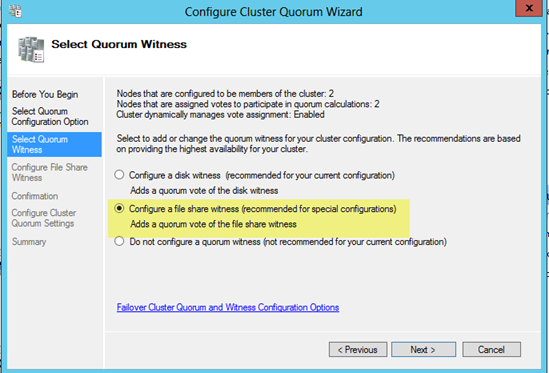 Configure Cluster Quorum Wizard
x
Select Quorum Witness
Before You Begin
Select Quorum
Configuration Option
Select Quorum
Witness
Configure File Share
Witness
Confirmation
Configure Cluster
Quorum Settings
Summary
Nodes that are configured to be members of the cluster: 2
Nodes that are assigned votes to participate in quorum calculations: 2
Cluster dynamically manages vote assignment: Enabled
Select to add or change the quorum witness for your cluster configuration. The recommendations are based
on providing the highest availability for your cluster.
Configure a disk witness (recommended for your current configuration)
Adds a quorum vote of the disk witness
Configure a file share witness (recommended for special configurations)
Adds a quorum vote of the file share witness
Do not configure a quorum witness (not recommended for your current configuration)
Failover Cluster Quorum and Witness Configuration Options
< Previous
Next >
Cancel